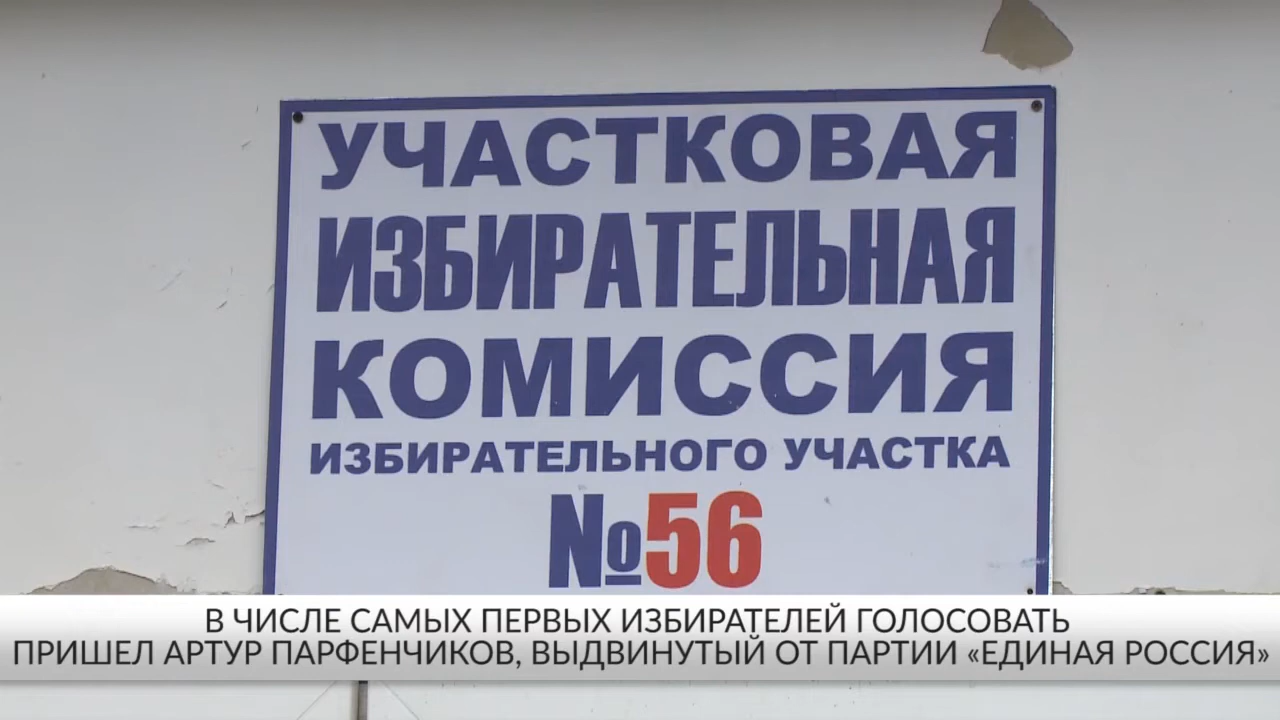 УЧАСТКОВАЯ
ИЗБИРАТЕЛЬНАЯ
КОМИССИЯ
ИЗБИРАТЕЛЬНОГО УЧАСТКА
№56
В ЧИСЛЕ САМЫХ ПЕРВЫХ ИЗБИРАТЕЛЕЙ ГОЛОСОВАТЬ
ПРИШЕЛ АРТУР ПАРФЕНЧИКОВ, ВЫДВИНУТЫЙ ОТ ПАРТИИ «ЕДИНАЯ РОССИЯ»